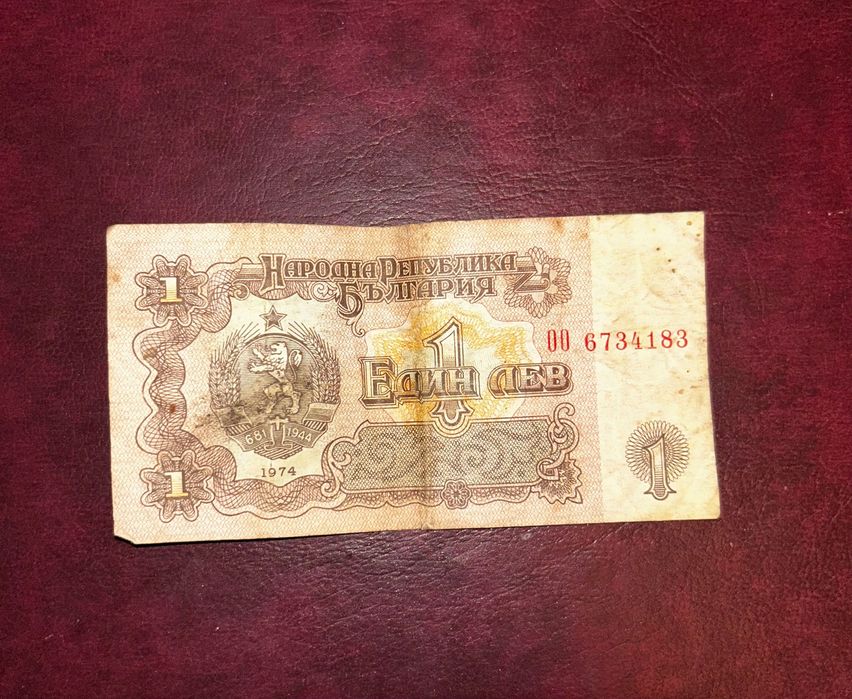 НАРОДНА РЕПУБЛИКА
БЪЛГАРИЯ
1
1
ОО 6734183
ЕДИН ЛЕВ
681 1944
1974
1
1